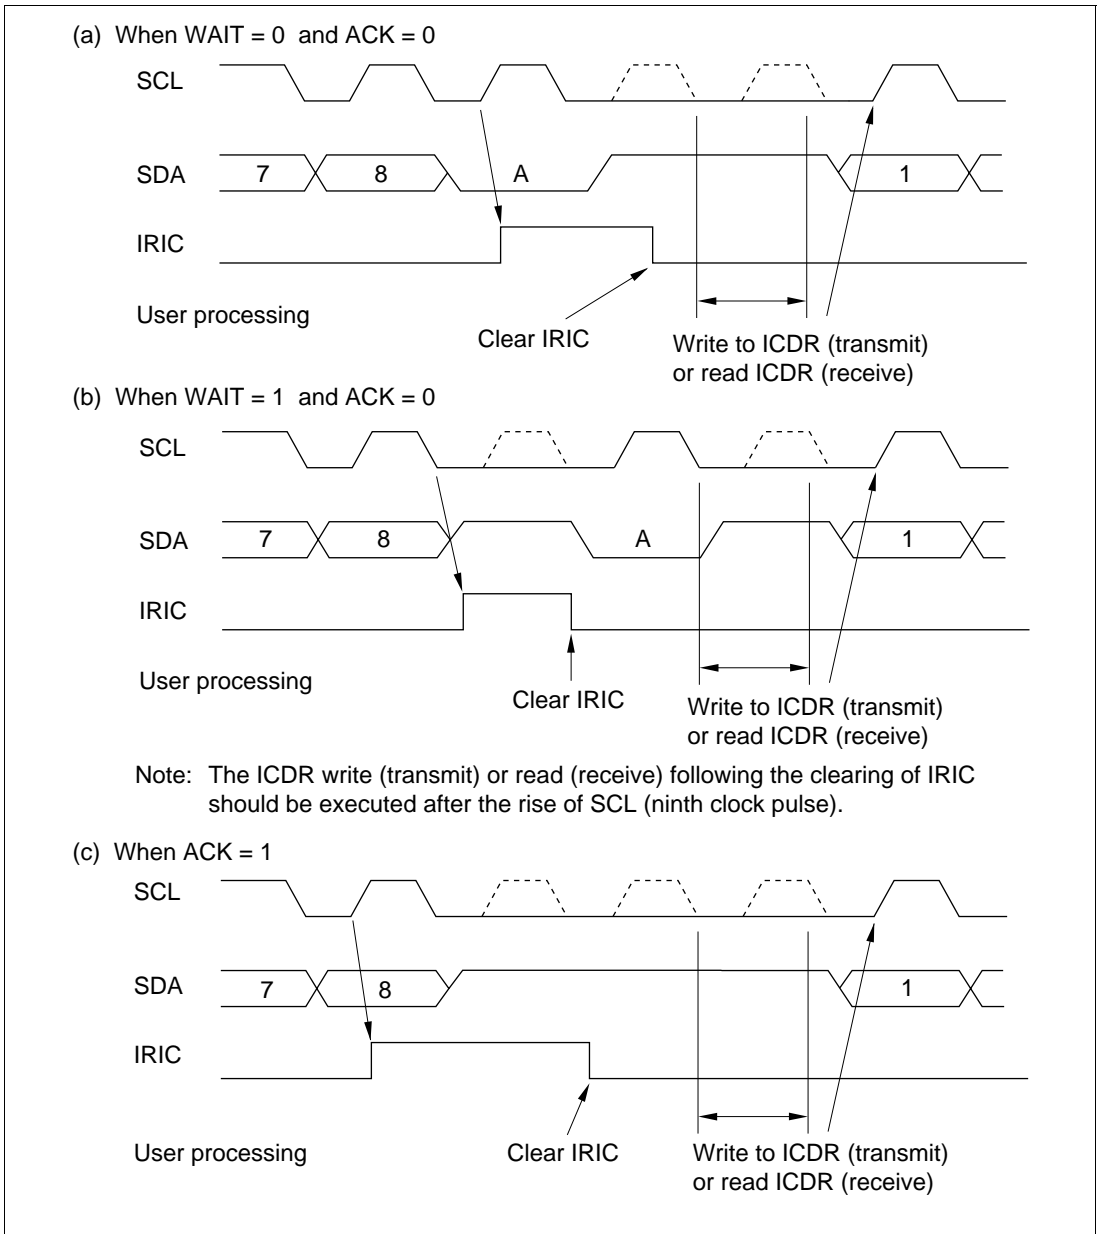 (a) When WAIT = 0 and ACK = 0
SCL
SDA
7 8 A 1
IRIC
User processing
Clear IRIC
Write to ICDR (transmit)
or read ICDR (receive)
(b) When WAIT = 1 and ACK = 0
SCL
SDA
7 8 A 1
IRIC
User processing
Clear IRIC
Write to ICDR (transmit)
or read ICDR (receive)
Note: The ICDR write (transmit) or read (receive) following the clearing of IRIC
should be executed after the rise of SCL (ninth clock pulse).
(c) When ACK = 1
SCL
SDA
7 8 1
IRIC
User processing
Clear IRIC
Write to ICDR (transmit)
or read ICDR (receive)